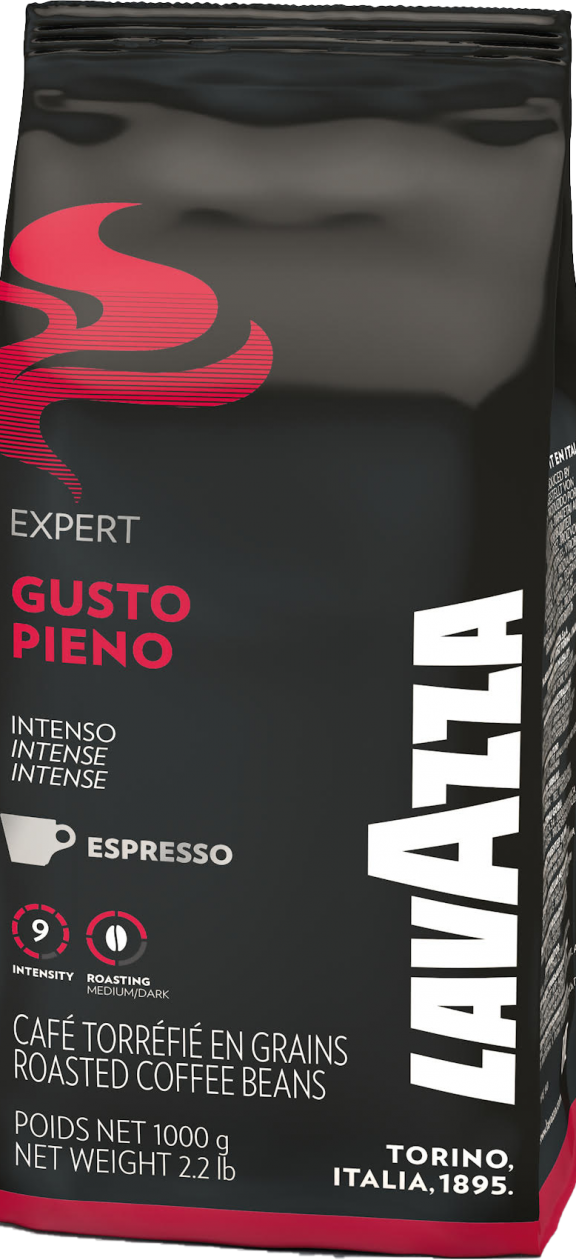 EXPERT
GUSTO
PIENO
INTENSO
INTENSE
INTENSE
ESPRESSO
9
INTENSITY
ROASTING
MEDIUM/DARK
CAFÉ TORRÉFIÉ EN GRAINS
ROASTED COFFEE BEANS
POIDS NET 1000 g
NET WEIGHT 2.2 lb
LAVAZZA
TORINO,
ITALIA, 1895.